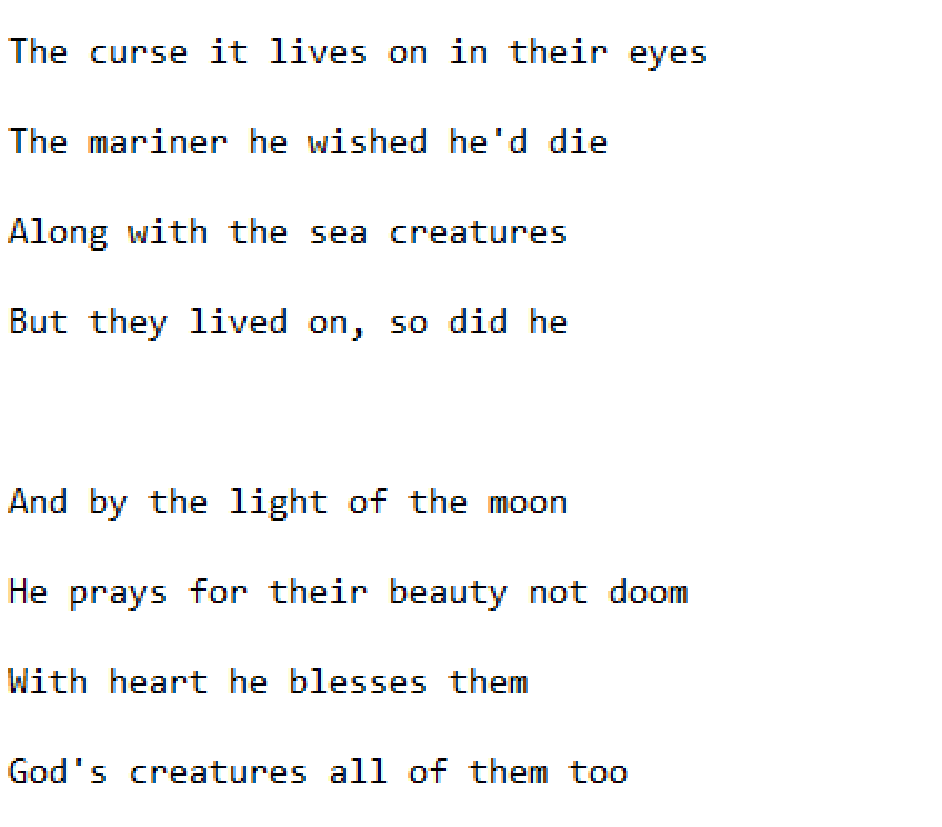 The curse it lives on in their eyes
The mariner he wished he'd die
Along with the sea creatures
But they lived on, so did he

And by the light of the moon
He prays for their beauty not doom
With heart he blesses them
God's creatures all of them too